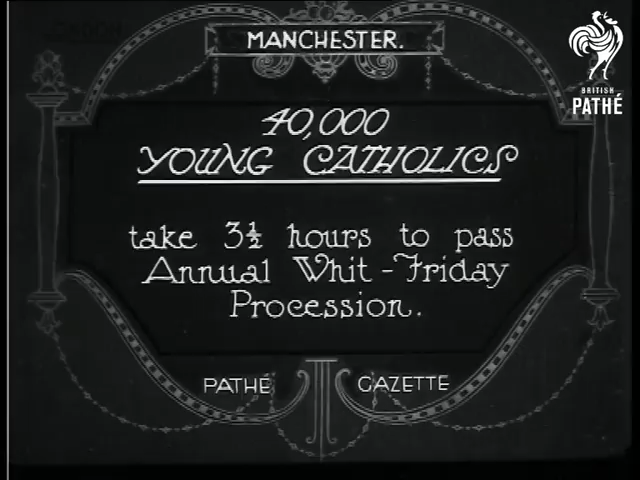 MANCHESTER.
BRITISH
PATHÉ
40,000
YOUNG CATHOLICS
take 3½ hours to pass
Annual Whit-Friday
Procession.
PATHÉ GAZETTE